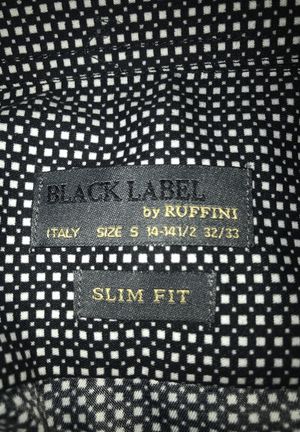 BLACK LABEL
by RUFFINI
ITALY SIZE S 14-14 1/2 32/33
SLIM FIT